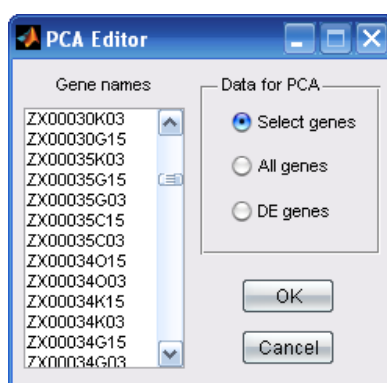 PCA Editor
Gene names
ZX00030K03
ZX00030G15
ZX00035K03
ZX00035G15
ZX00035G03
ZX00035C15
ZX00035C03
ZX00034O15
ZX00034O03
ZX00034K15
ZX00034K03
ZX00034G15
ZX00034G03
Data for PCA
Select genes
All genes
DE genes
OK
Cancel